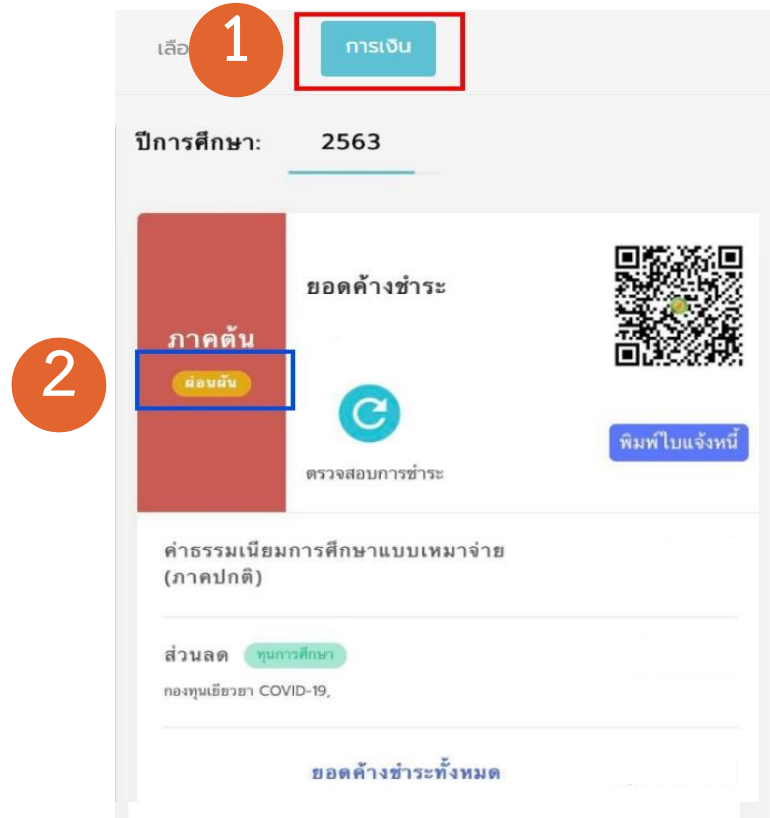 1
การเงิน
ปีการศึกษา: 2563
ยอดค้างชำระ
ภาคต้น
2
ผ่อนผัน
พิมพ์ใบแจ้งหนี้
ตรวจสอบการชำระ
ค่าธรรมเนียมการศึกษาแบบเหมาจ่าย
(ภาคปกติ)
ส่วนลด ทุนการศึกษา
กองทุนเยียวยา COVID-19,
ยอดค้างชำระทั้งหมด